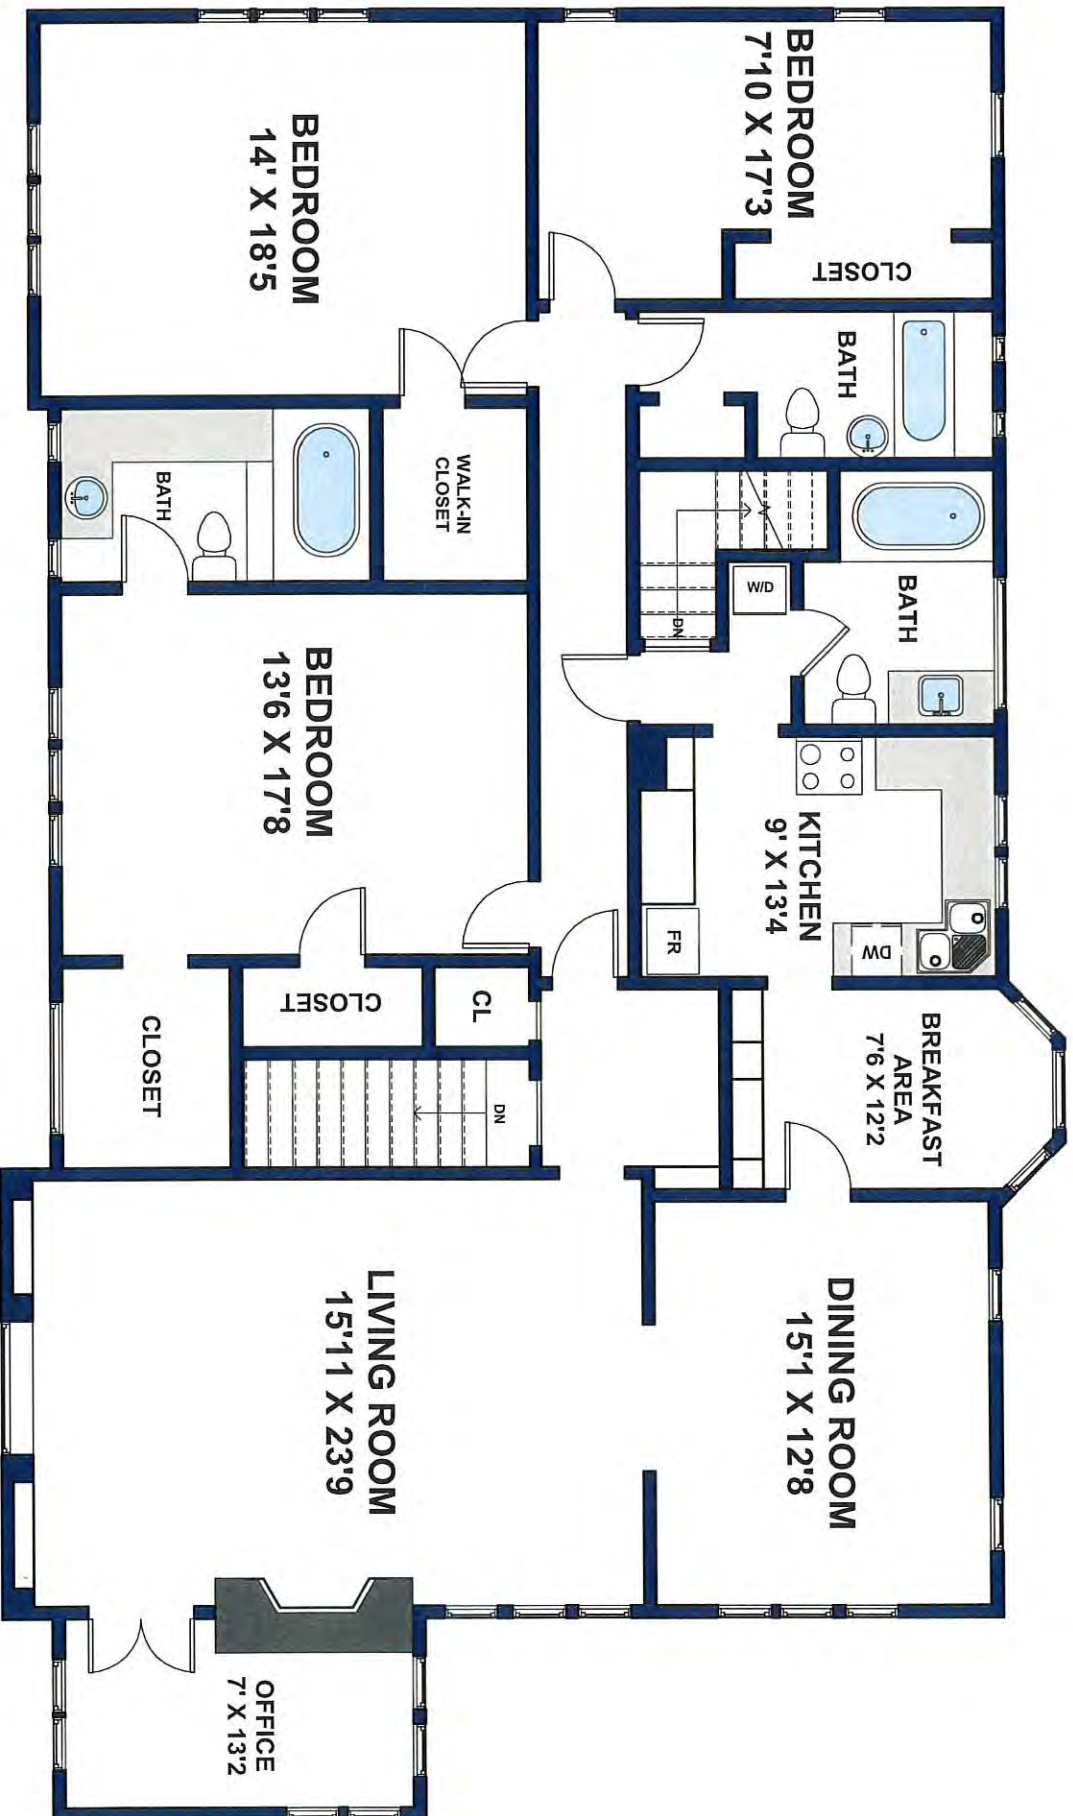 BEDROOM
7'10 X 17'3
CLOSET
BEDROOM
14' X 18'5
BATH
WALK-IN
CLOSET
BATH
BATH
W/D
DN
BEDROOM
13'6 X 17'8
KITCHEN
9' X 13'4
FR
DW
CLOSET
CLOSET
CL
DN
BREAKFAST
AREA
7'6 X 12'2
LIVING ROOM
15'11 X 23'9
DINING ROOM
15'1 X 12'8
OFFICE
7' X 13'2